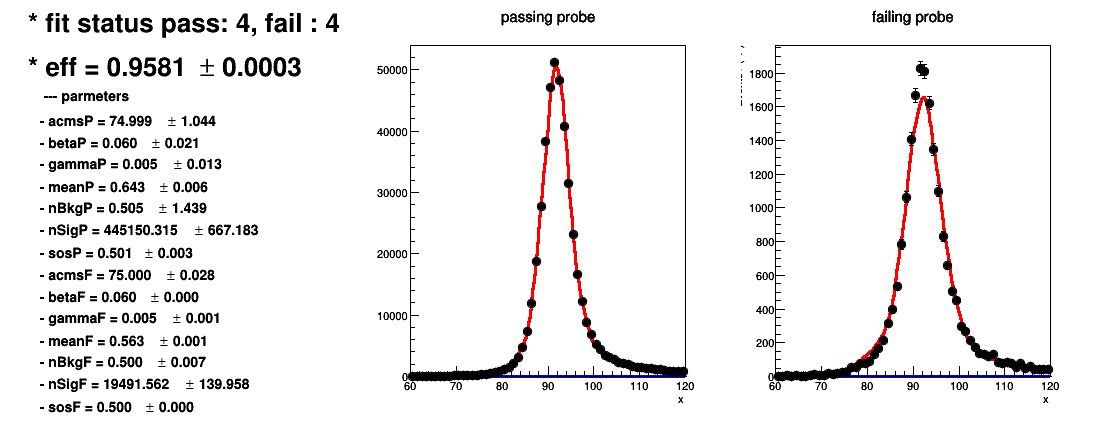 * fit status pass: 4, fail : 4
* eff = 0.9581 ± 0.0003
--- parmeters
- acmsP = 74.999 ± 1.044
- betaP = 0.060 ± 0.021
- gammaP = 0.005 ± 0.013
- meanP = 0.643 ± 0.006
- nBkgP = 0.505 ± 1.439
- nSigP = 445150.315 ± 667.183
- sosP = 0.501 ± 0.003
- acmsF = 75.000 ± 0.028
- betaF = 0.060 ± 0.000
- gammaF = 0.005 ± 0.001
- meanF = 0.563 ± 0.001
- nBkgF = 0.500 ± 0.007
- nSigF = 19491.562 ± 139.958
- sosF = 0.500 ± 0.000
passing probe
50000
40000
30000
20000
10000
0
60 70 80 90 100 110 120
x
failing probe
1800
1600
1400
1200
1000
800
600
400
200
0
60 70 80 90 100 110 120
x